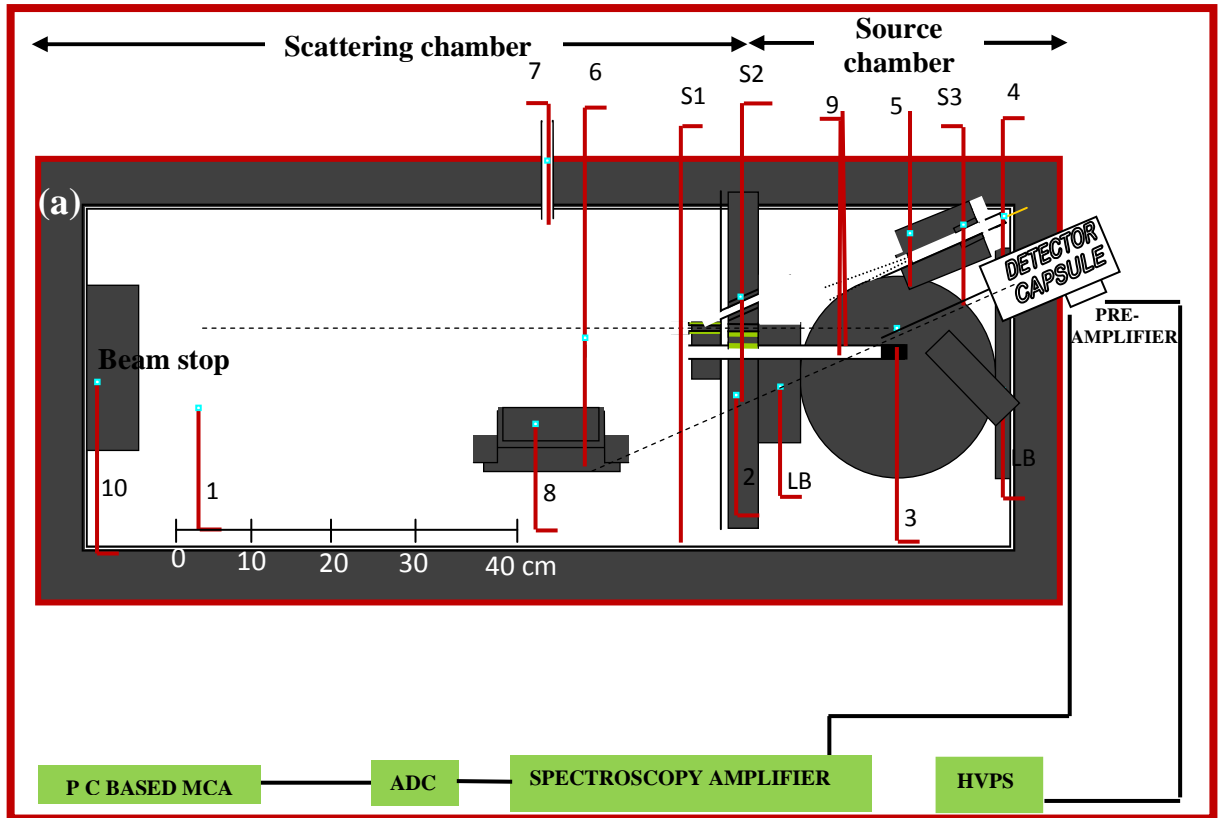 Scattering chamber
Source
chamber
7
6
S1
S2
9
5
S3
4
(a)
DETECTOR
CAPSULE
PRE-
AMPLIFIER
Beam stop
10
1
8
2
LB
3
LB
0
10
20
30
40 cm
P C BASED MCA
ADC
SPECTROSCOPY AMPLIFIER
HVPS